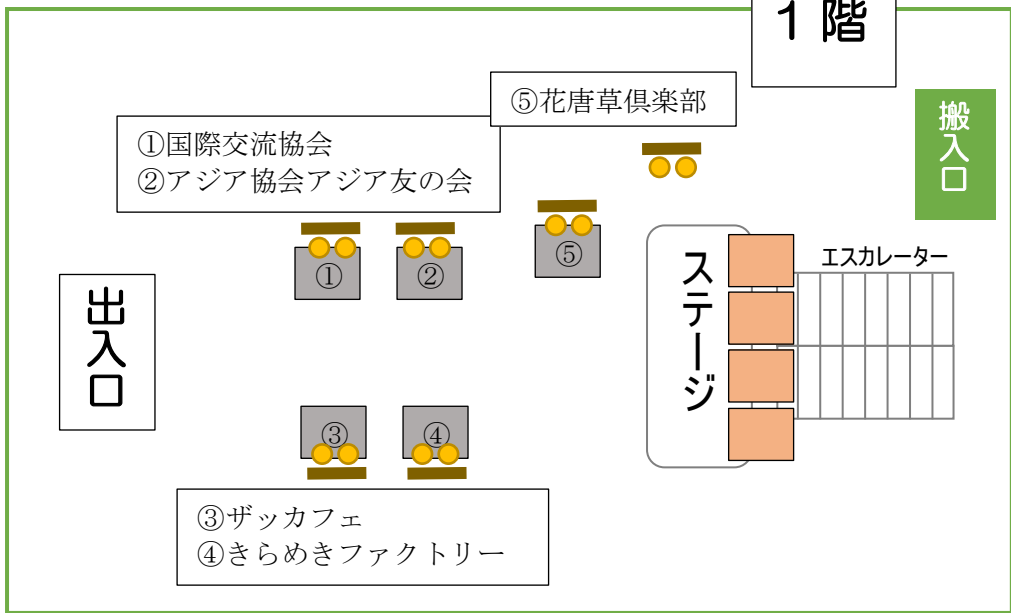 1階
⑤花唐草倶楽部
搬入口
①国際交流協会
②アジア協会アジア友の会
①
②
⑤
ステージ
エスカレーター
出入口
③
④
③ザッカフェ
④きらめきファクトリー